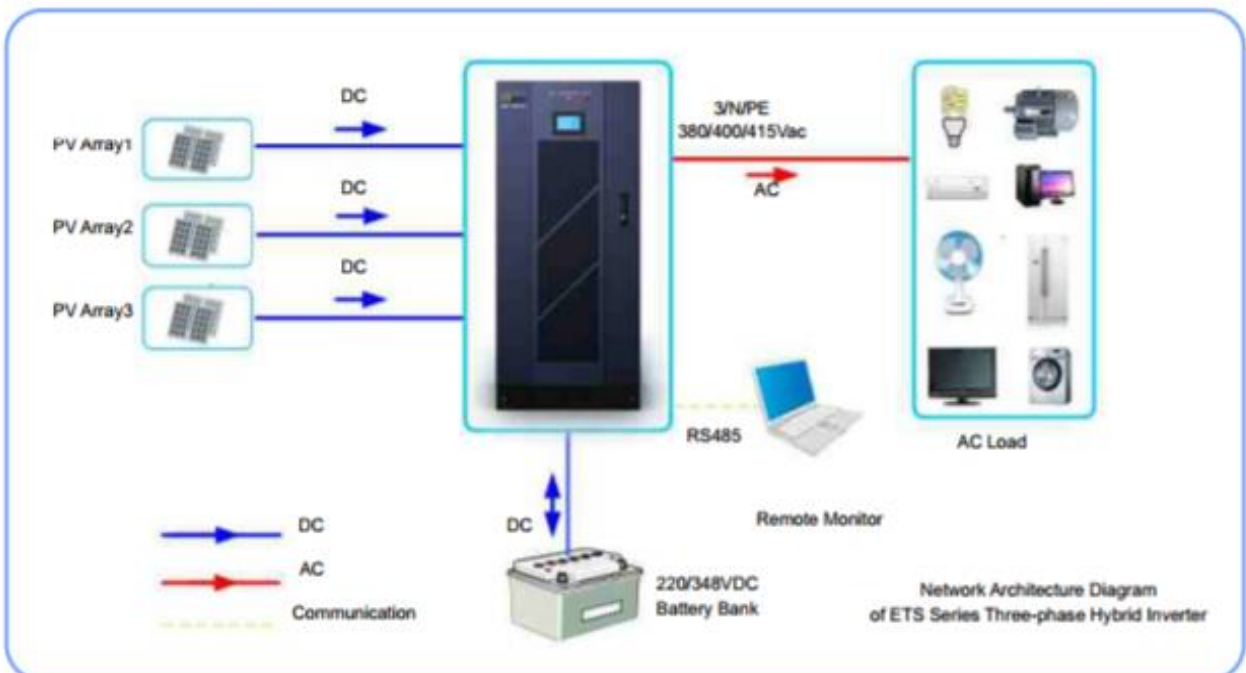 DC
3/N/PE
380/400/415Vac
PV Array1
AC
DC
PV Array2
DC
PV Array3
RS485
AC Load
DC
DC
Remote Monitor
AC
220/348VDC
Battery Bank
Communication
Network Architecture Diagram
of ETS Series Three-phase Hybrid Inverter